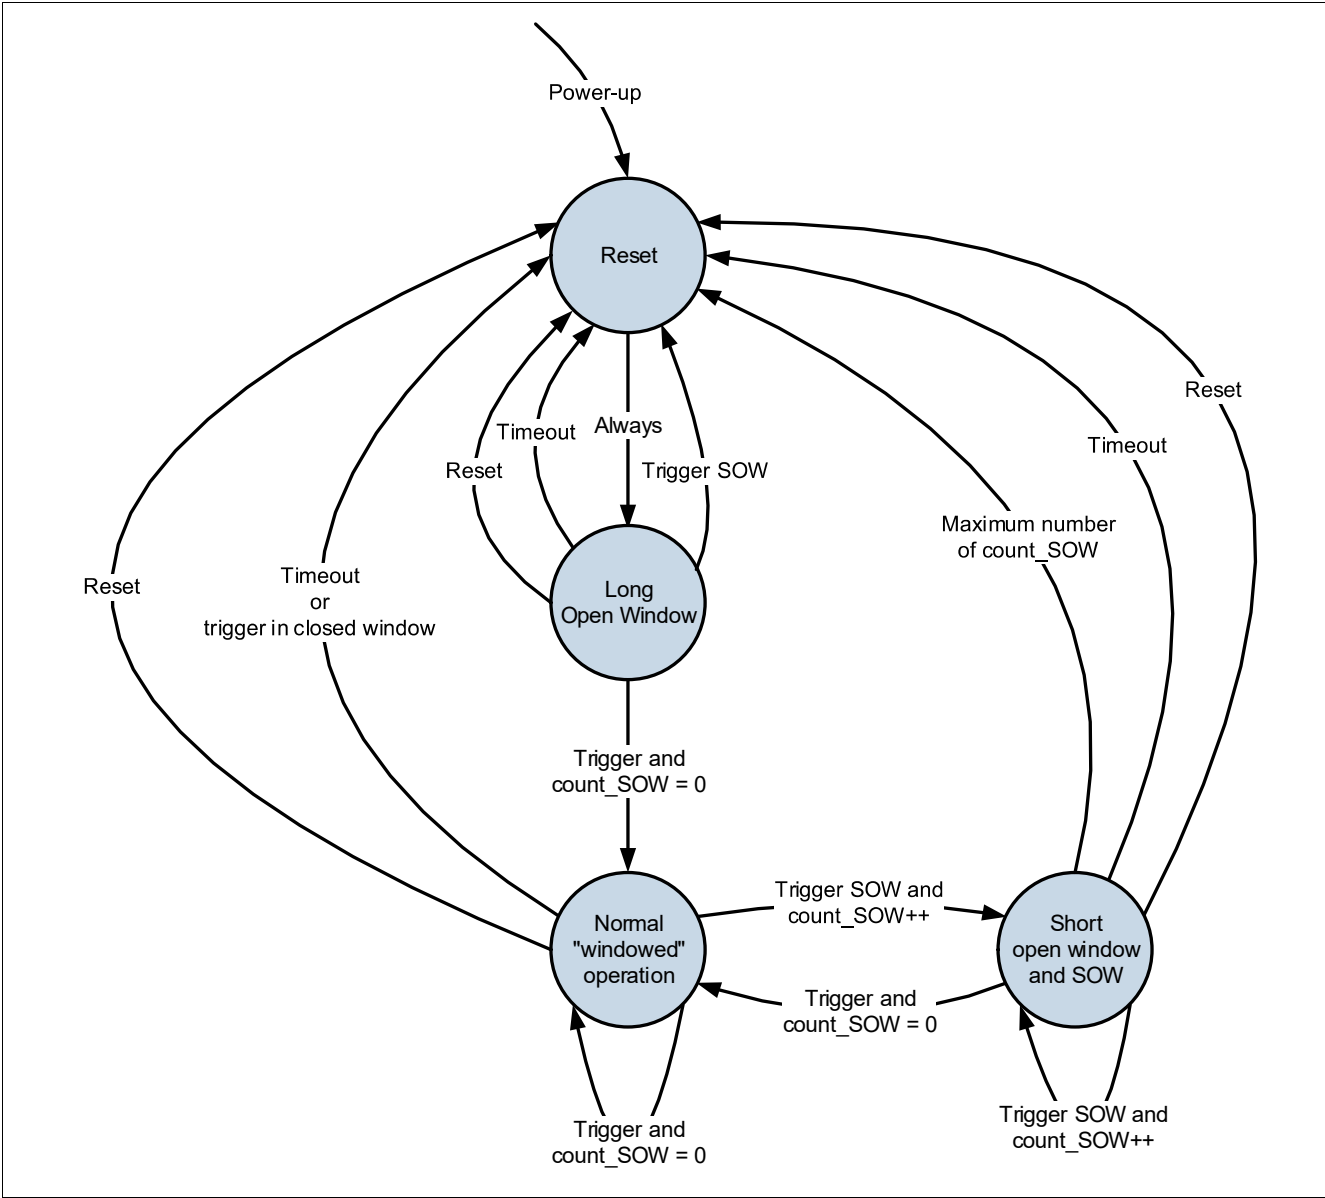 Power-up
Reset
Reset
Timeout
Always
Timeout
Reset
Trigger SOW
Maximum number
of count_SOW
Reset
Timeout
or
trigger in closed window
Long
Open Window
Trigger and
count_SOW = 0
Trigger SOW and
count_SOW++
Normal
"windowed"
operation
Short
open window
and SOW
Trigger and
count_SOW = 0
Trigger and
count_SOW = 0
Trigger SOW and
count_SOW++